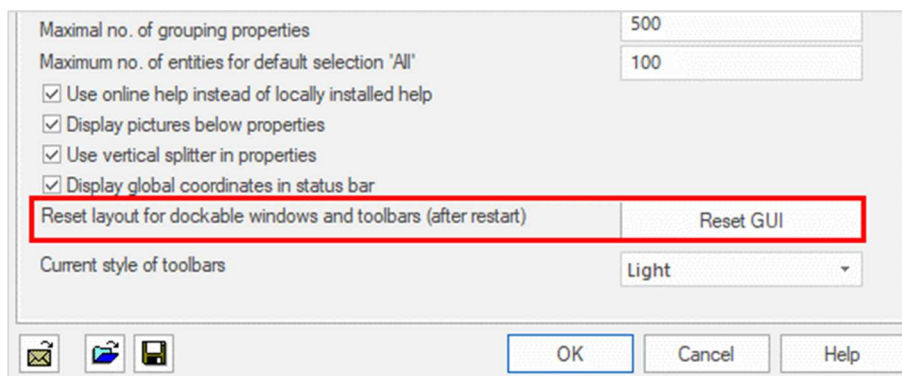 Maximal no. of grouping properties 500
Maximum no. of entities for default selection 'All' 100
Use online help instead of locally installed help
Display pictures below properties
Use vertical splitter in properties
Display global coordinates in status bar
Reset layout for dockable windows and toolbars (after restart) Reset GUI
Current style of toolbars Light
OK Cancel Help